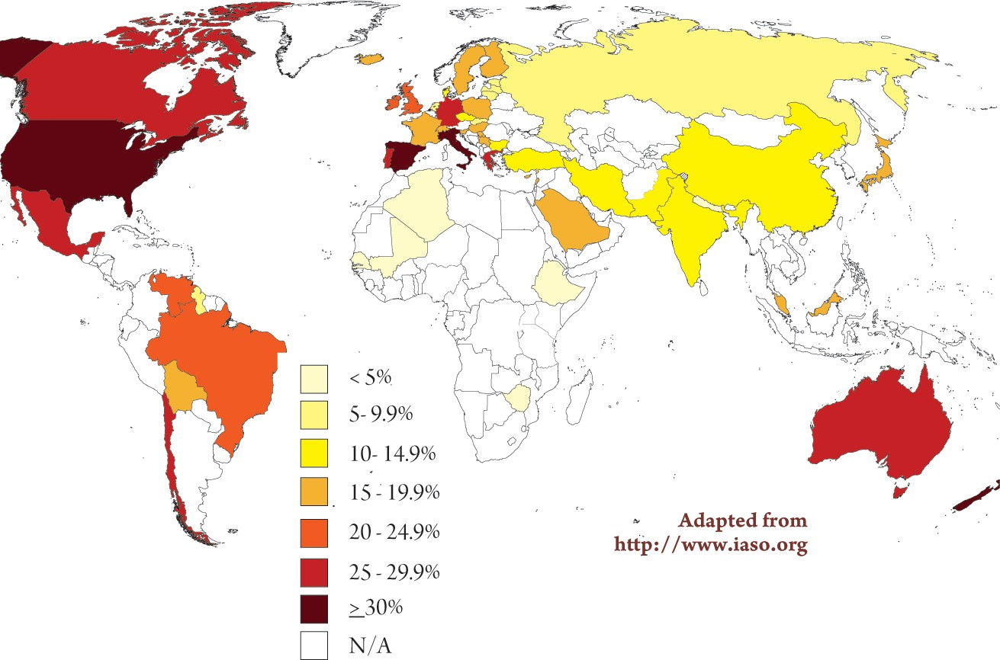 < 5%
5- 9.9%
10- 14.9%
15 - 19.9%
20 - 24.9%
25 - 29.9%
> 30%
N/A
Adapted from
http://www.iaso.org